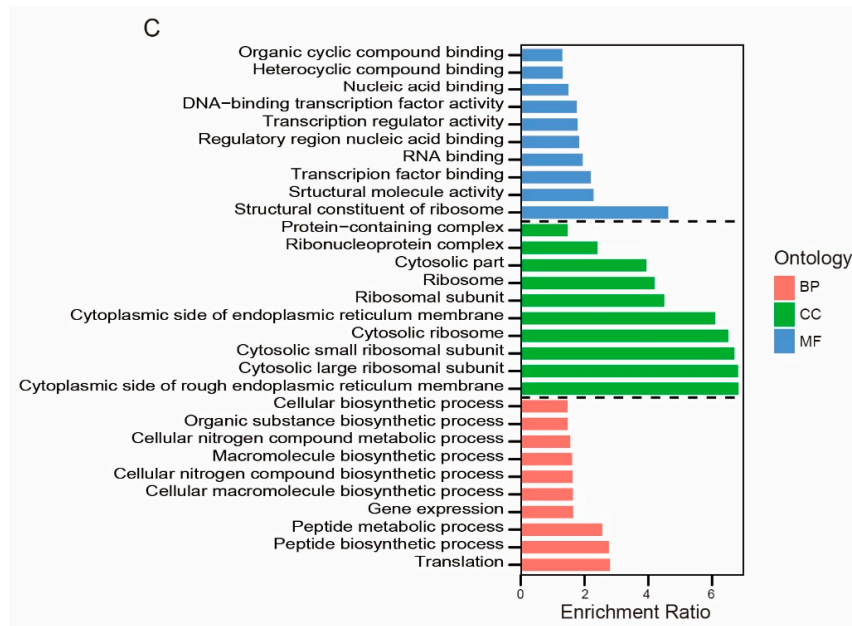 C
Organic cyclic compound binding
Heterocyclic compound binding
Nucleic acid binding
DNA−binding transcription factor activity
Transcription regulator activity
Regulatory region nucleic acid binding
RNA binding
Transcripion factor binding
Srtuctural molecule activity
Structural constituent of ribosome
Protein−containing complex
Ribonucleoprotein complex
Cytosolic part
Ribosome
Ribosomal subunit
Cytoplasmic side of endoplasmic reticulum membrane
Cytosolic ribosome
Cytosolic small ribosomal subunit
Cytosolic large ribosomal subunit
Cytoplasmic side of rough endoplasmic reticulum membrane
Cellular biosynthetic process
Organic substance biosynthetic process
Cellular nitrogen compound metabolic process
Macromolecule biosynthetic process
Cellular nitrogen compound biosynthetic process
Cellular macromolecule biosynthetic process
Gene expression
Peptide metabolic process
Peptide biosynthetic process
Translation
0 2 4 6
Enrichment Ratio
Ontology
BP
CC
MF